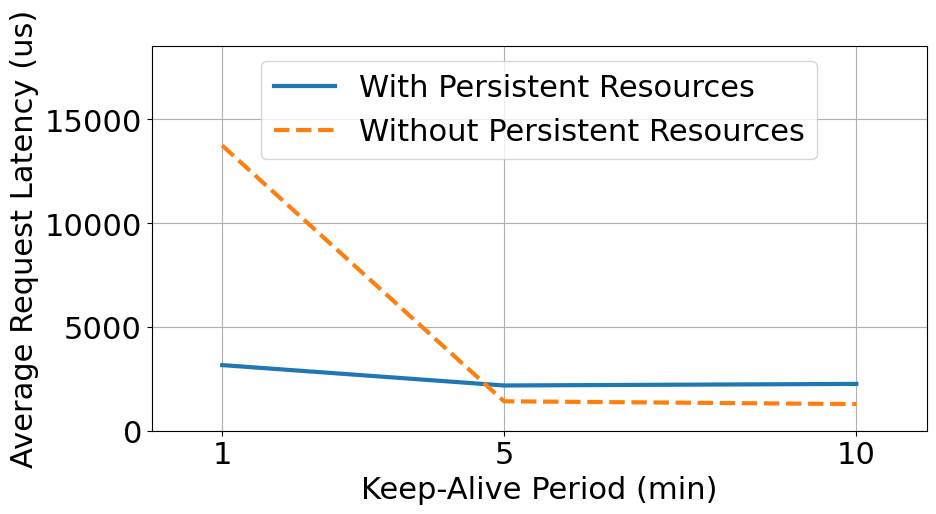 Average Request Latency (us)
15000
10000
5000
0
With Persistent Resources
Without Persistent Resources
1 5 10
Keep-Alive Period (min)